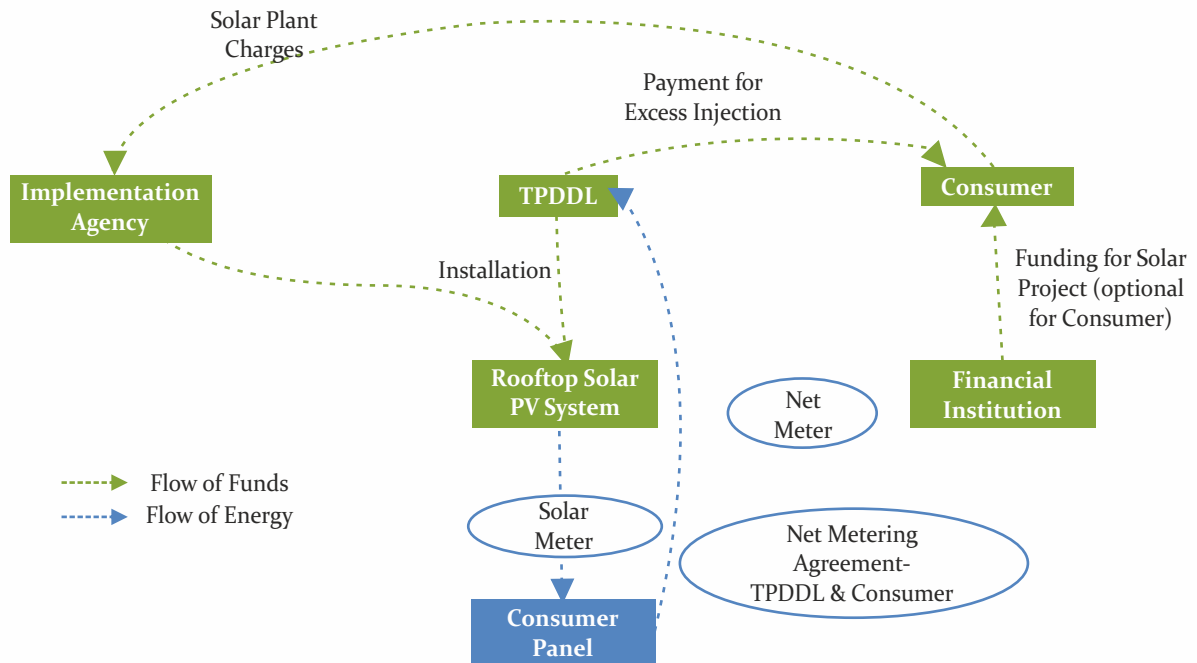 Solar Plant
Charges
Payment for
Excess Injection
Implementation
Agency
TPDDL
Consumer
Installation
Funding for Solar
Project (optional
for Consumer)
Rooftop Solar
PV System
Financial
Institution
Net
Meter
Flow of Funds
Flow of Energy
Solar
Meter
Net Metering
Agreement-
TPDDL & Consumer
Consumer
Panel